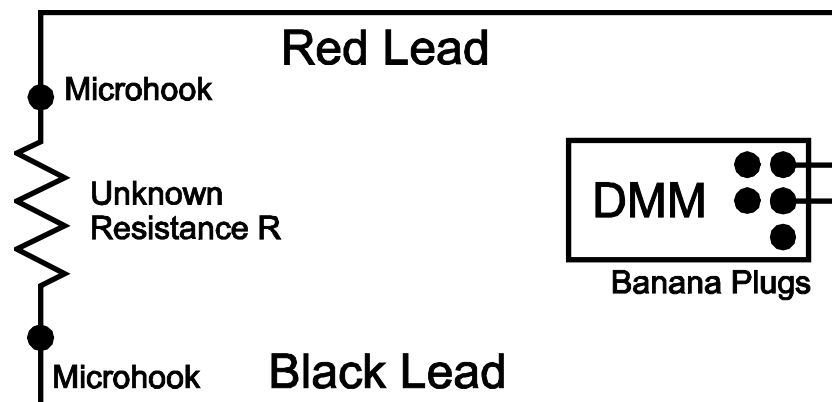 Red Lead
Microhook
Unknown
Resistance R
DMM
Banana Plugs
Microhook
Black Lead